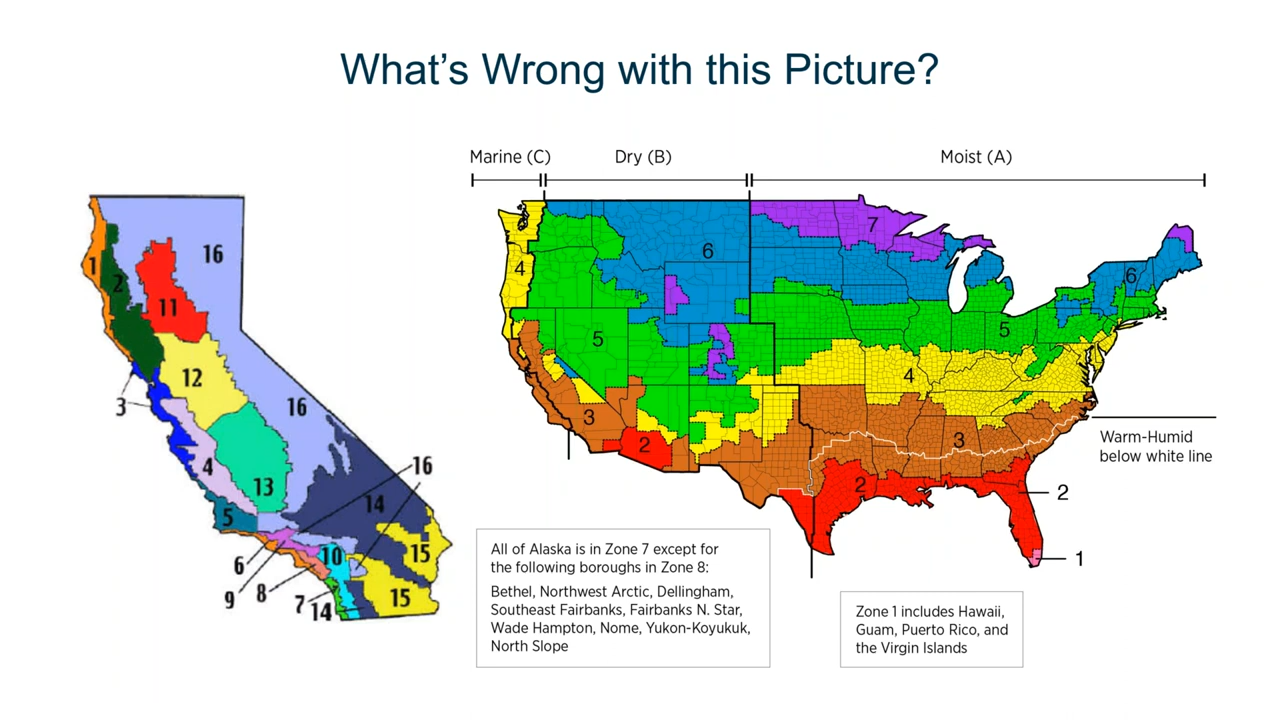 What's Wrong with this Picture?
Marine (C)
Dry (B)
Moist (A)
1
2
11
16
12
3
16
4
13
16
14
5
15
6
10
9
8
7
14
15
7
6
4
6
5
5
4
3
3
2
2
Warm-Humid
below white line
2
1
All of Alaska is in Zone 7 except for
the following boroughs in Zone 8:
Bethel, Northwest Arctic, Dellingham,
Southeast Fairbanks, Fairbanks N. Star,
Wade Hampton, Nome, Yukon-Koyukuk,
North Slope
Zone 1 includes Hawaii,
Guam, Puerto Rico, and
the Virgin Islands